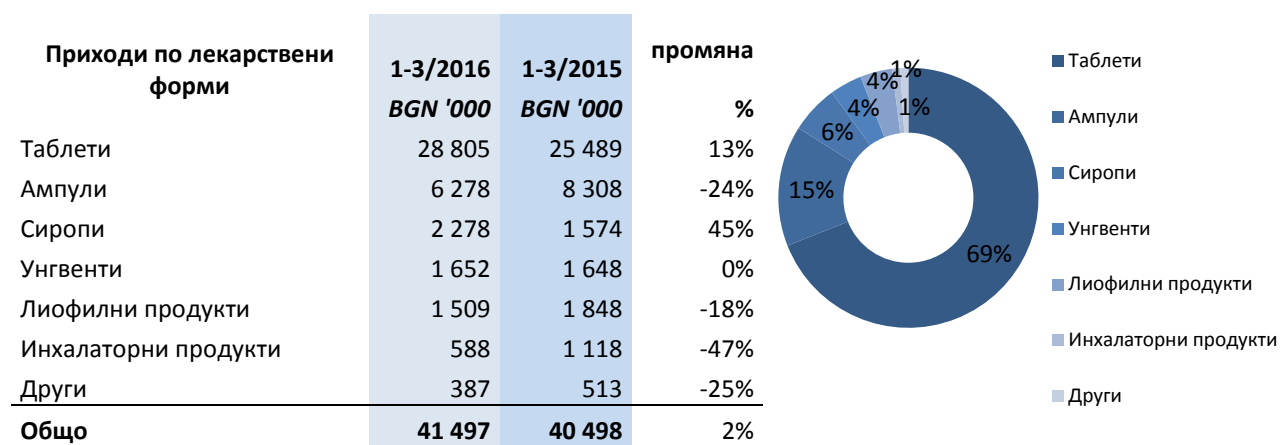 Приходи по лекарствени форми 1-3/2016 1-3/2015 промяна
BGN '000 BGN '000 %
Таблети 28 805 25 489 13%
Ампули 6 278 8 308 -24%
Сиропи 2 278 1 574 45%
Унгвенти 1 652 1 648 0%
Лиофилни продукти 1 509 1 848 -18%
Инхалаторни продукти 588 1 118 -47%
Други 387 513 -25%
Общо 41 497 40 498 2%
69%
15%
6%
4%
4%
1%
1%
Таблети
Ампули
Сиропи
Унгвенти
Лиофилни продукти
Инхалаторни продукти
Други